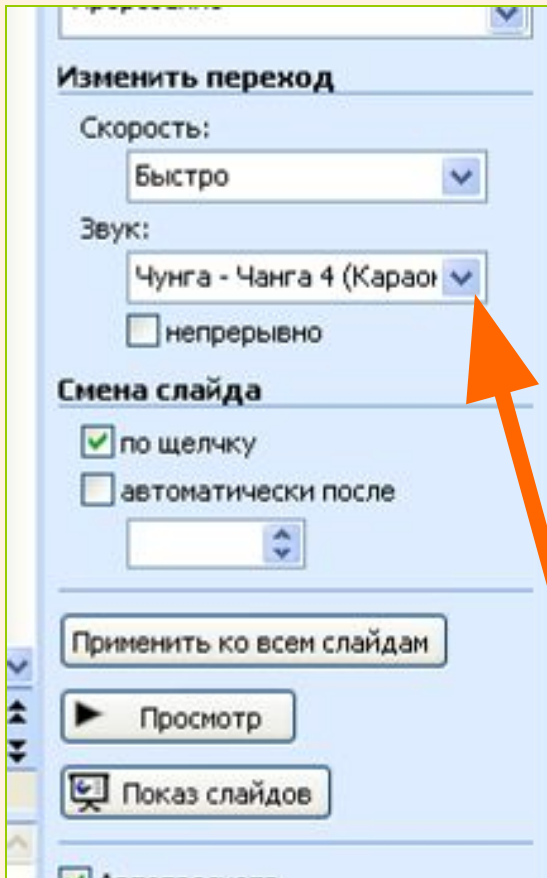 Изменить переход
Скорость:
Быстро
Звук:
Чунга - Чанга 4 (Караок
непрерывно
Смена слайда
по щелчку
автоматически после
Применить ко всем слайдам
Просмотр
Показ слайдов